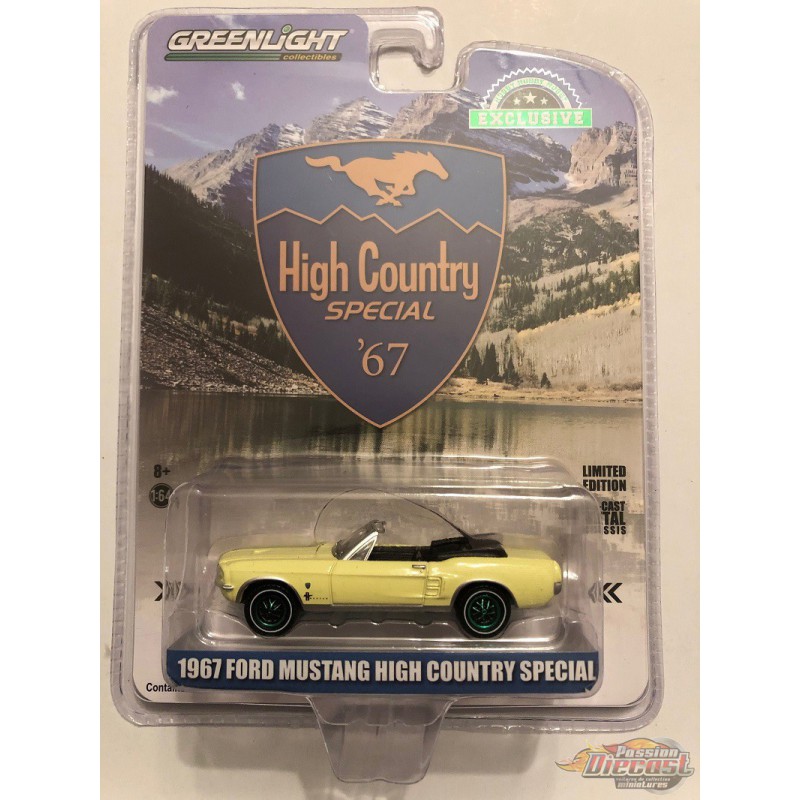 GREENLIGHT
collectibles
EXCLUSIVE
High Country
SPECIAL
'67
8+
1:64
LIMITED
EDITION
1967 FORD MUSTANG HIGH COUNTRY SPECIAL
Passion
Diecast
miniatures